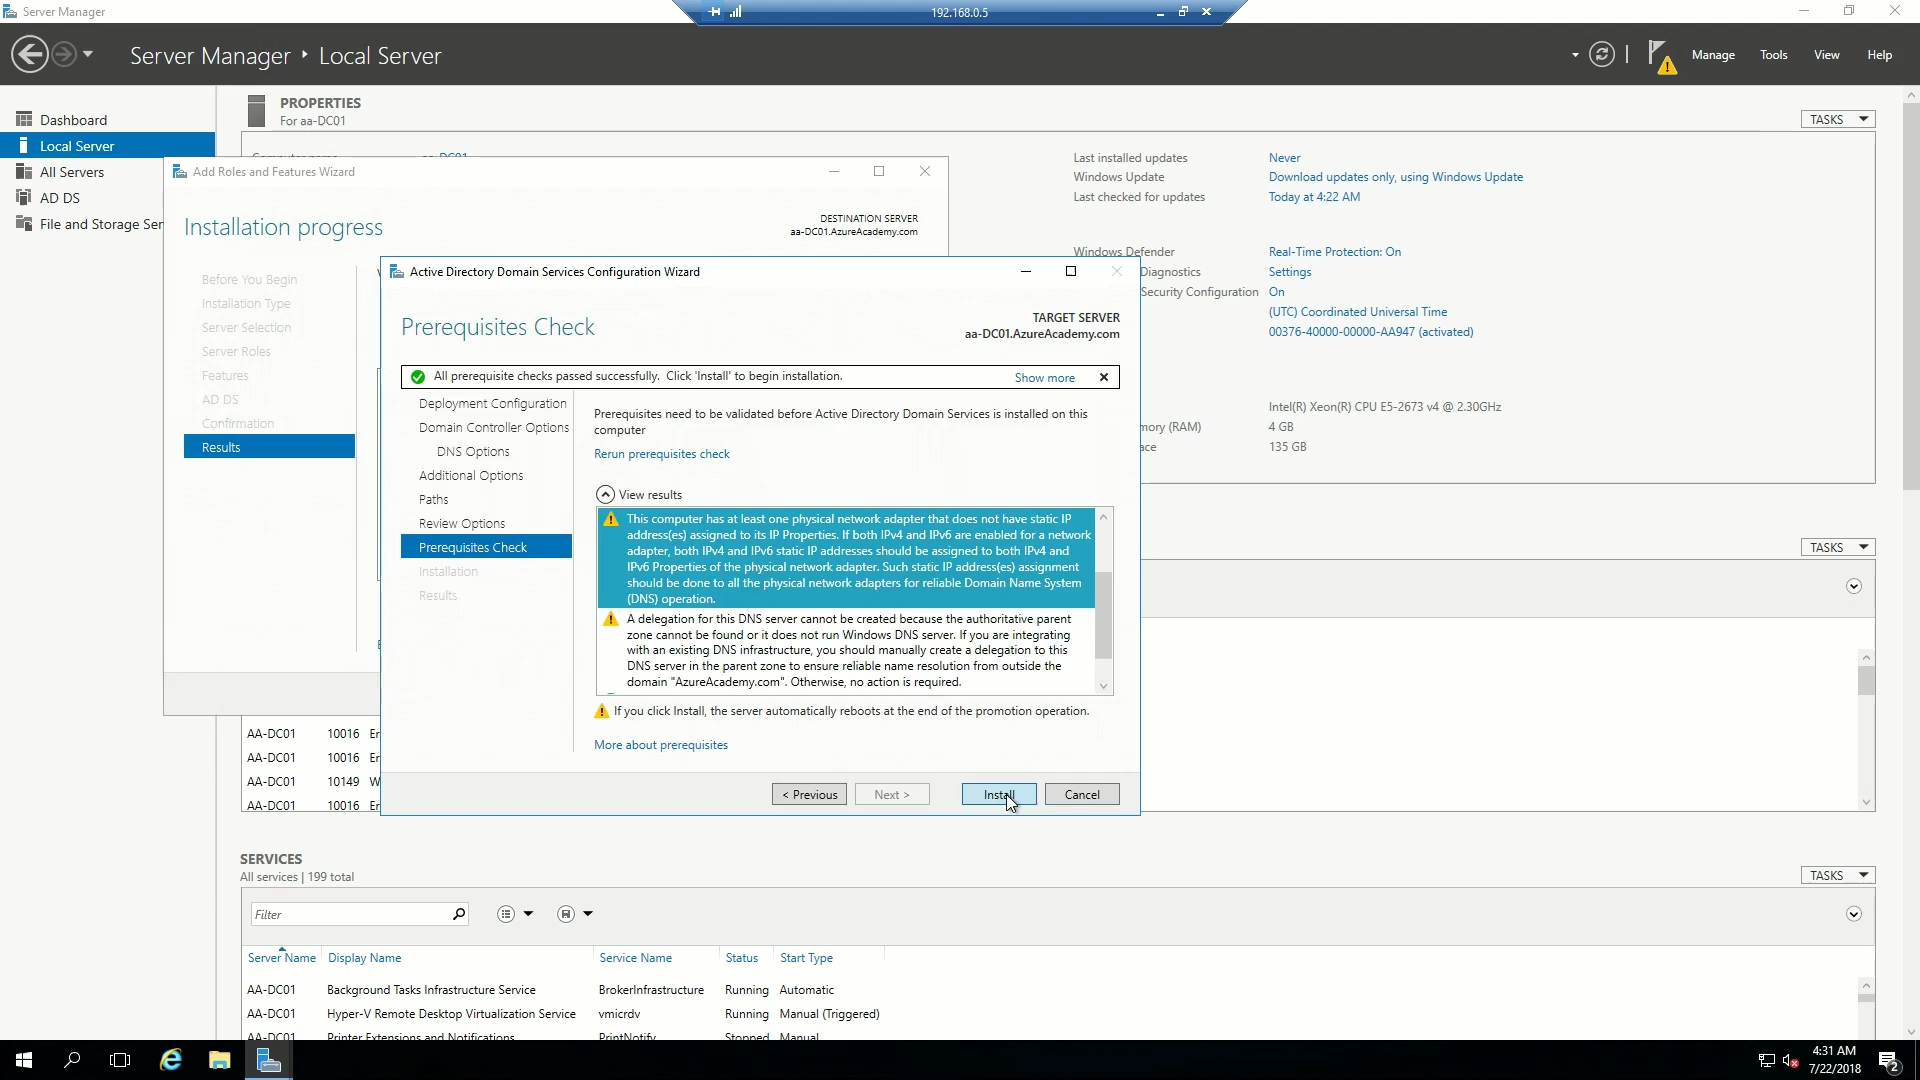 Server Manager
192.168.0.5
Server Manager ‣ Local Server
Manage
Tools
View
Help
Dashboard
Local Server
All Servers
AD DS
File and Storage Ser
PROPERTIES
For aa-DC01
TASKS
Last installed updates
Never
Windows Update
Download updates only, using Windows Update
Last checked for updates
Today at 4:22 AM
Windows Defender
Real-Time Protection: On
Diagnostics
Settings
Security Configuration
On
(UTC) Coordinated Universal Time
00376-40000-00000-AA947 (activated)
Intel(R) Xeon(R) CPU E5-2673 v4 @ 2.30GHz
mory (RAM)
4 GB
ace
135 GB
TASKS
Add Roles and Features Wizard
Installation progress
DESTINATION SERVER
aa-DC01.AzureAcademy.com
Before You Begin
Installation Type
Server Selection
Server Roles
Features
AD DS
Confirmation
Results
Active Directory Domain Services Configuration Wizard
Prerequisites Check
TARGET SERVER
aa-DC01.AzureAcademy.com
All prerequisite checks passed successfully.  Click 'Install' to begin installation.
Show more
Deployment Configuration
Domain Controller Options
DNS Options
Additional Options
Paths
Review Options
Prerequisites Check
Installation
Results
Prerequisites need to be validated before Active Directory Domain Services is installed on this
computer
Rerun prerequisites check
View results
This computer has at least one physical network adapter that does not have static IP
address(es) assigned to its IP Properties. If both IPv4 and IPv6 are enabled for a network
adapter, both IPv4 and IPv6 static IP addresses should be assigned to both IPv4 and
IPv6 Properties of the physical network adapter. Such static IP address(es) assignment
should be done to all the physical network adapters for reliable Domain Name System
(DNS) operation.
A delegation for this DNS server cannot be created because the authoritative parent
zone cannot be found or it does not run Windows DNS server. If you are integrating
with an existing DNS infrastructure, you should manually create a delegation to this
DNS server in the parent zone to ensure reliable name resolution from outside the
domain "AzureAcademy.com". Otherwise, no action is required.
If you click Install, the server automatically reboots at the end of the promotion operation.
More about prerequisites
< Previous
Next >
Install
Cancel
AA-DC01 10016 Er
AA-DC01 10016 Er
AA-DC01 10149 W
AA-DC01 10016 Er
SERVICES
All services | 199 total
TASKS
Filter
Server Name Display Name Service Name Status Start Type
AA-DC01 Background Tasks Infrastructure Service BrokerInfrastructure Running Automatic
AA-DC01 Hyper-V Remote Desktop Virtualization Service vmicrdv Running Manual (Triggered)
AA-DC01 Printer Extensions and Notifications PrintNotify Stopped Manual
4:31 AM
7/22/2018
2